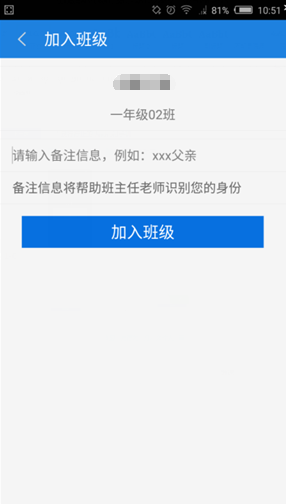 81% 10:51
加入班级
一年级02班
请输入备注信息，例如：xxx父亲
备注信息将帮助班主任老师识别您的身份
加入班级